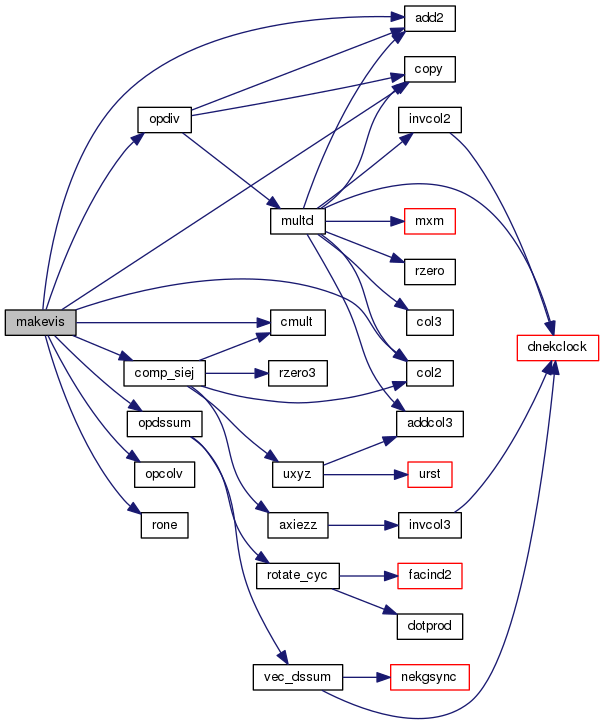 add2
copy
opdiv
invcol2
multd
mxm
rzero
makevis
cmult
col3
dnekclock
comp_siej
rzero3
col2
opdssum
addcol3
opcolv
uxyz
urst
rone
axiezz
invcol3
rotate_cyc
facind2
dotprod
vec_dssum
nekgsync